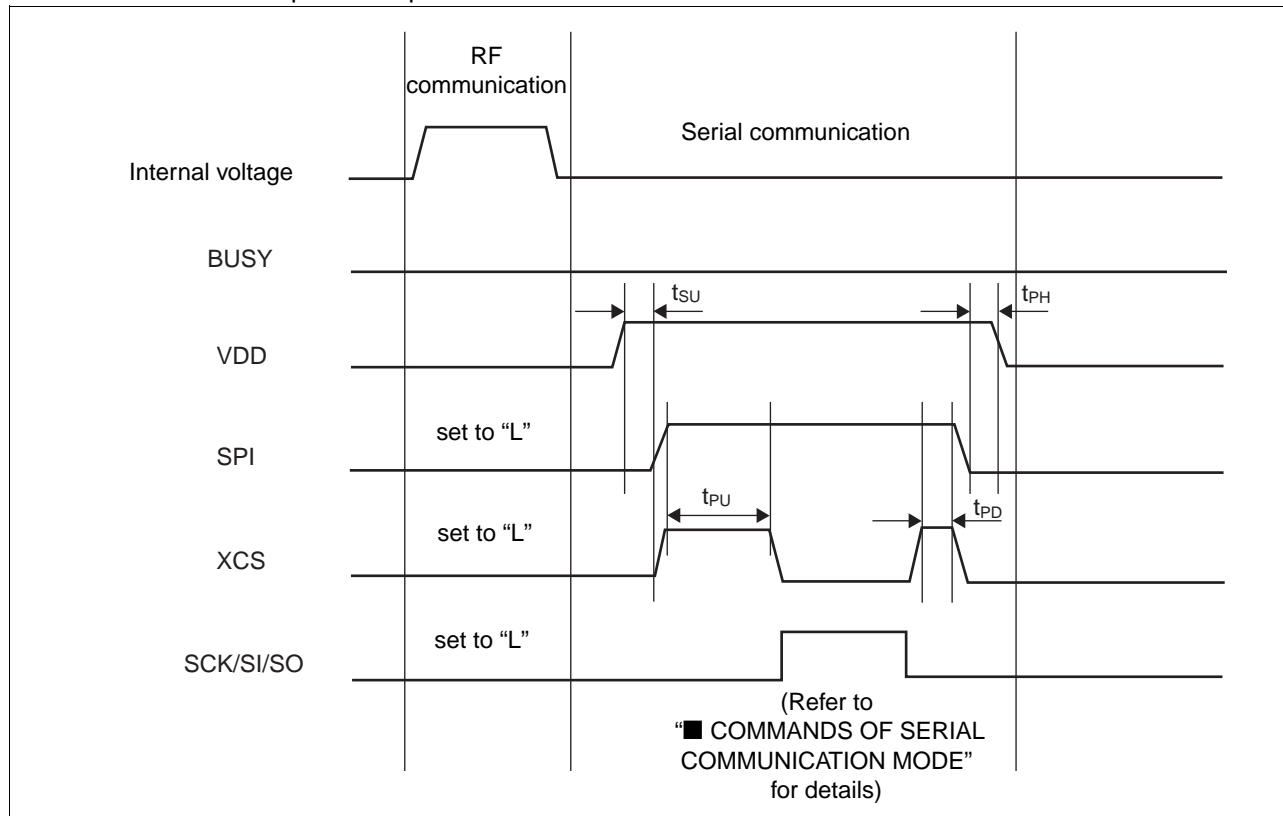 RF
communication
Serial communication
Internal voltage
BUSY
tSU
tPH
VDD
set to “L”
SPI
tPU
tPD
set to “L”
XCS
set to “L”
SCK/SI/SO
(Refer to
“■ COMMANDS OF SERIAL
COMMUNICATION MODE”
for details)